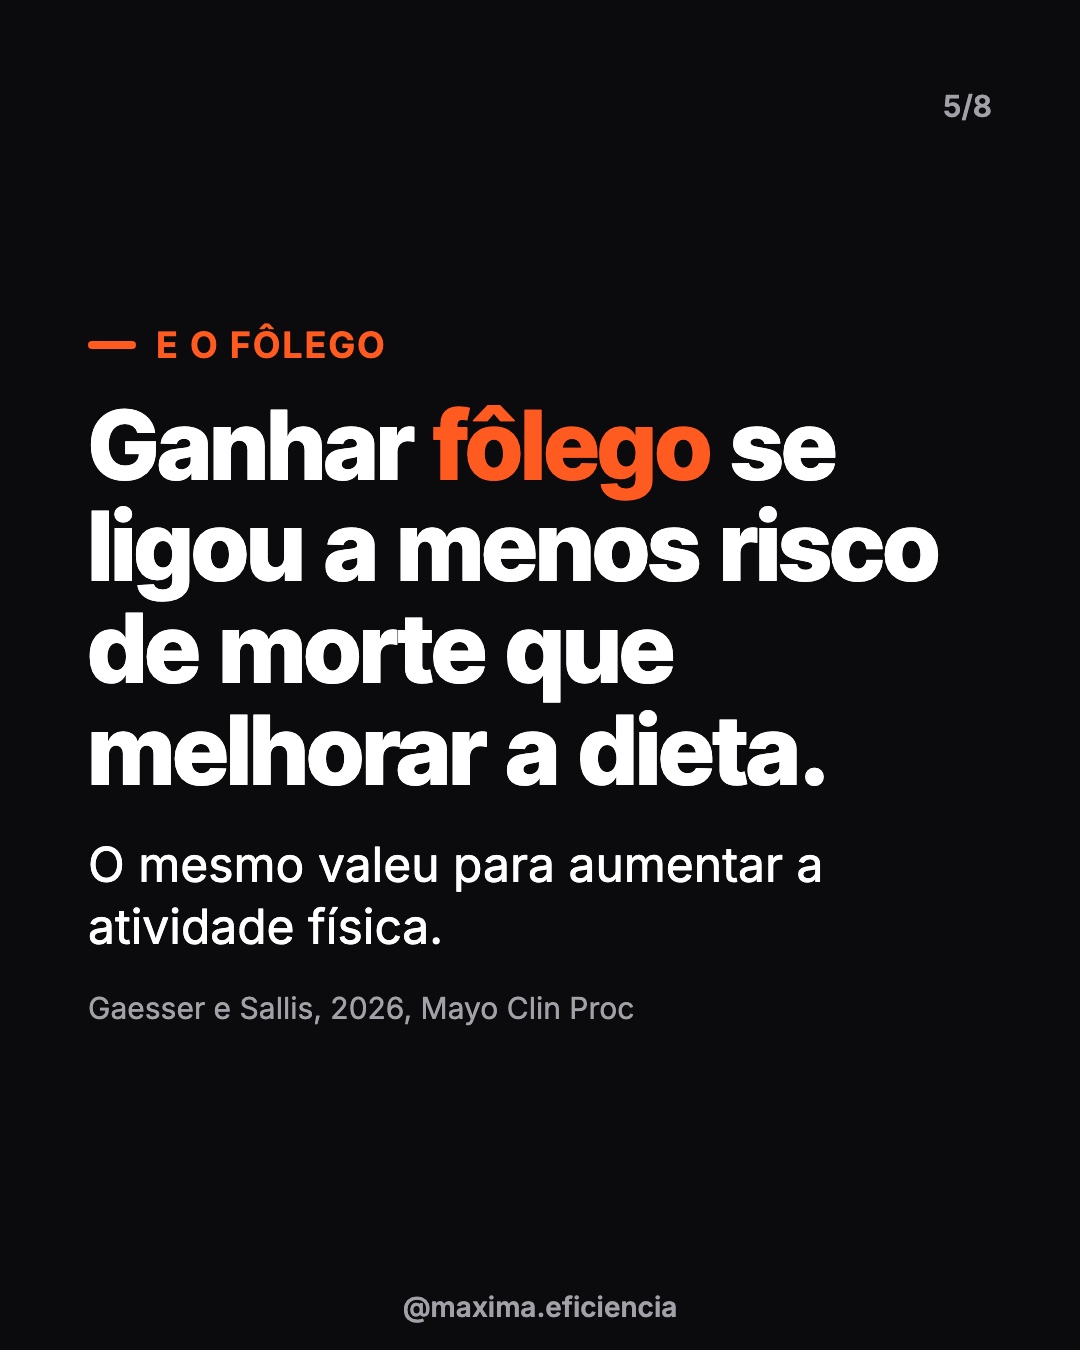 5/8
E O FÔLEGO
Ganhar fôlego se
ligou a menos risco
de morte que
melhorar a dieta.
O mesmo valeu para aumentar a
atividade física.
Gaesser e Sallis, 2026, Mayo Clin Proc
@maxima.eficiencia